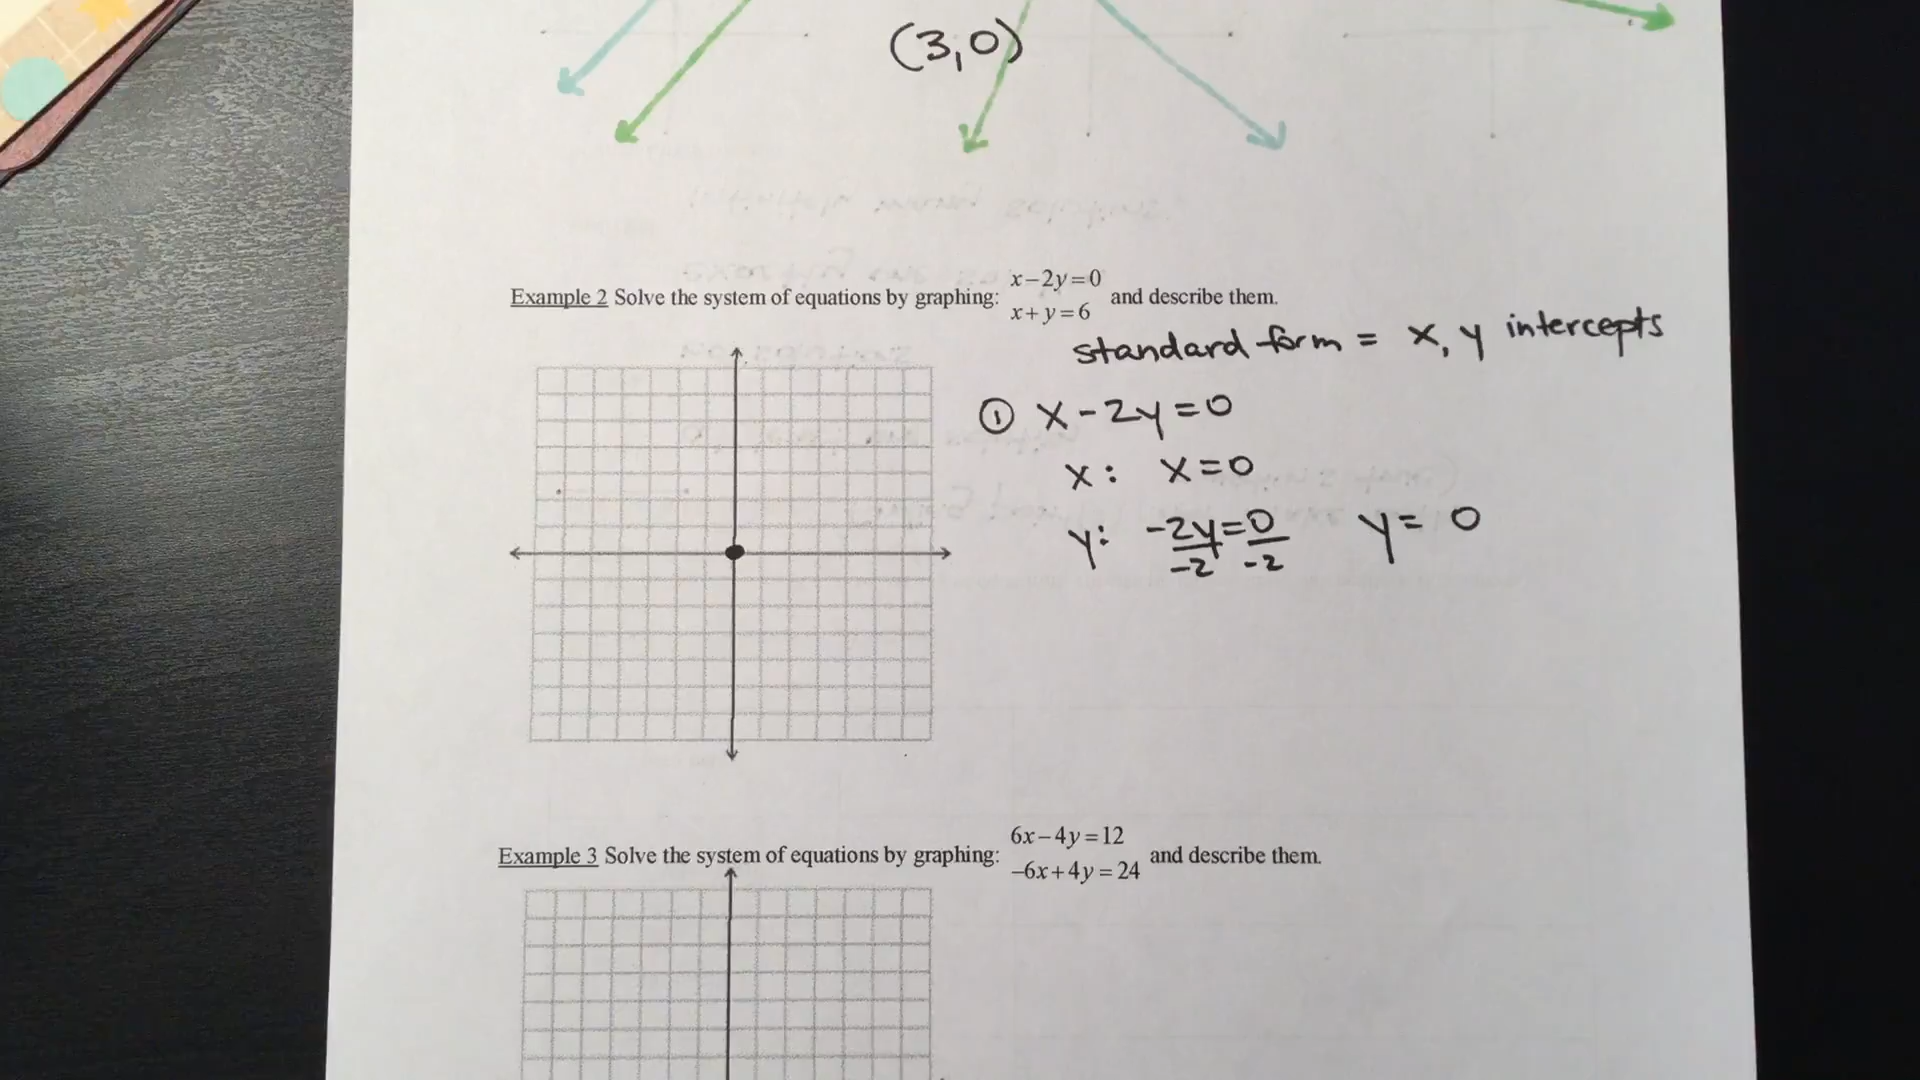 (3,0)
Example 2 Solve the system of equations by graphing: x-2y=0 and describe them.
x+y=6
standard form = x, y intercepts
① x-2y=0
x: x=0
y: -2y=0 y=0
-2 -2
Example 3 Solve the system of equations by graphing: 6x-4y=12 and describe them.
-6x+4y=24